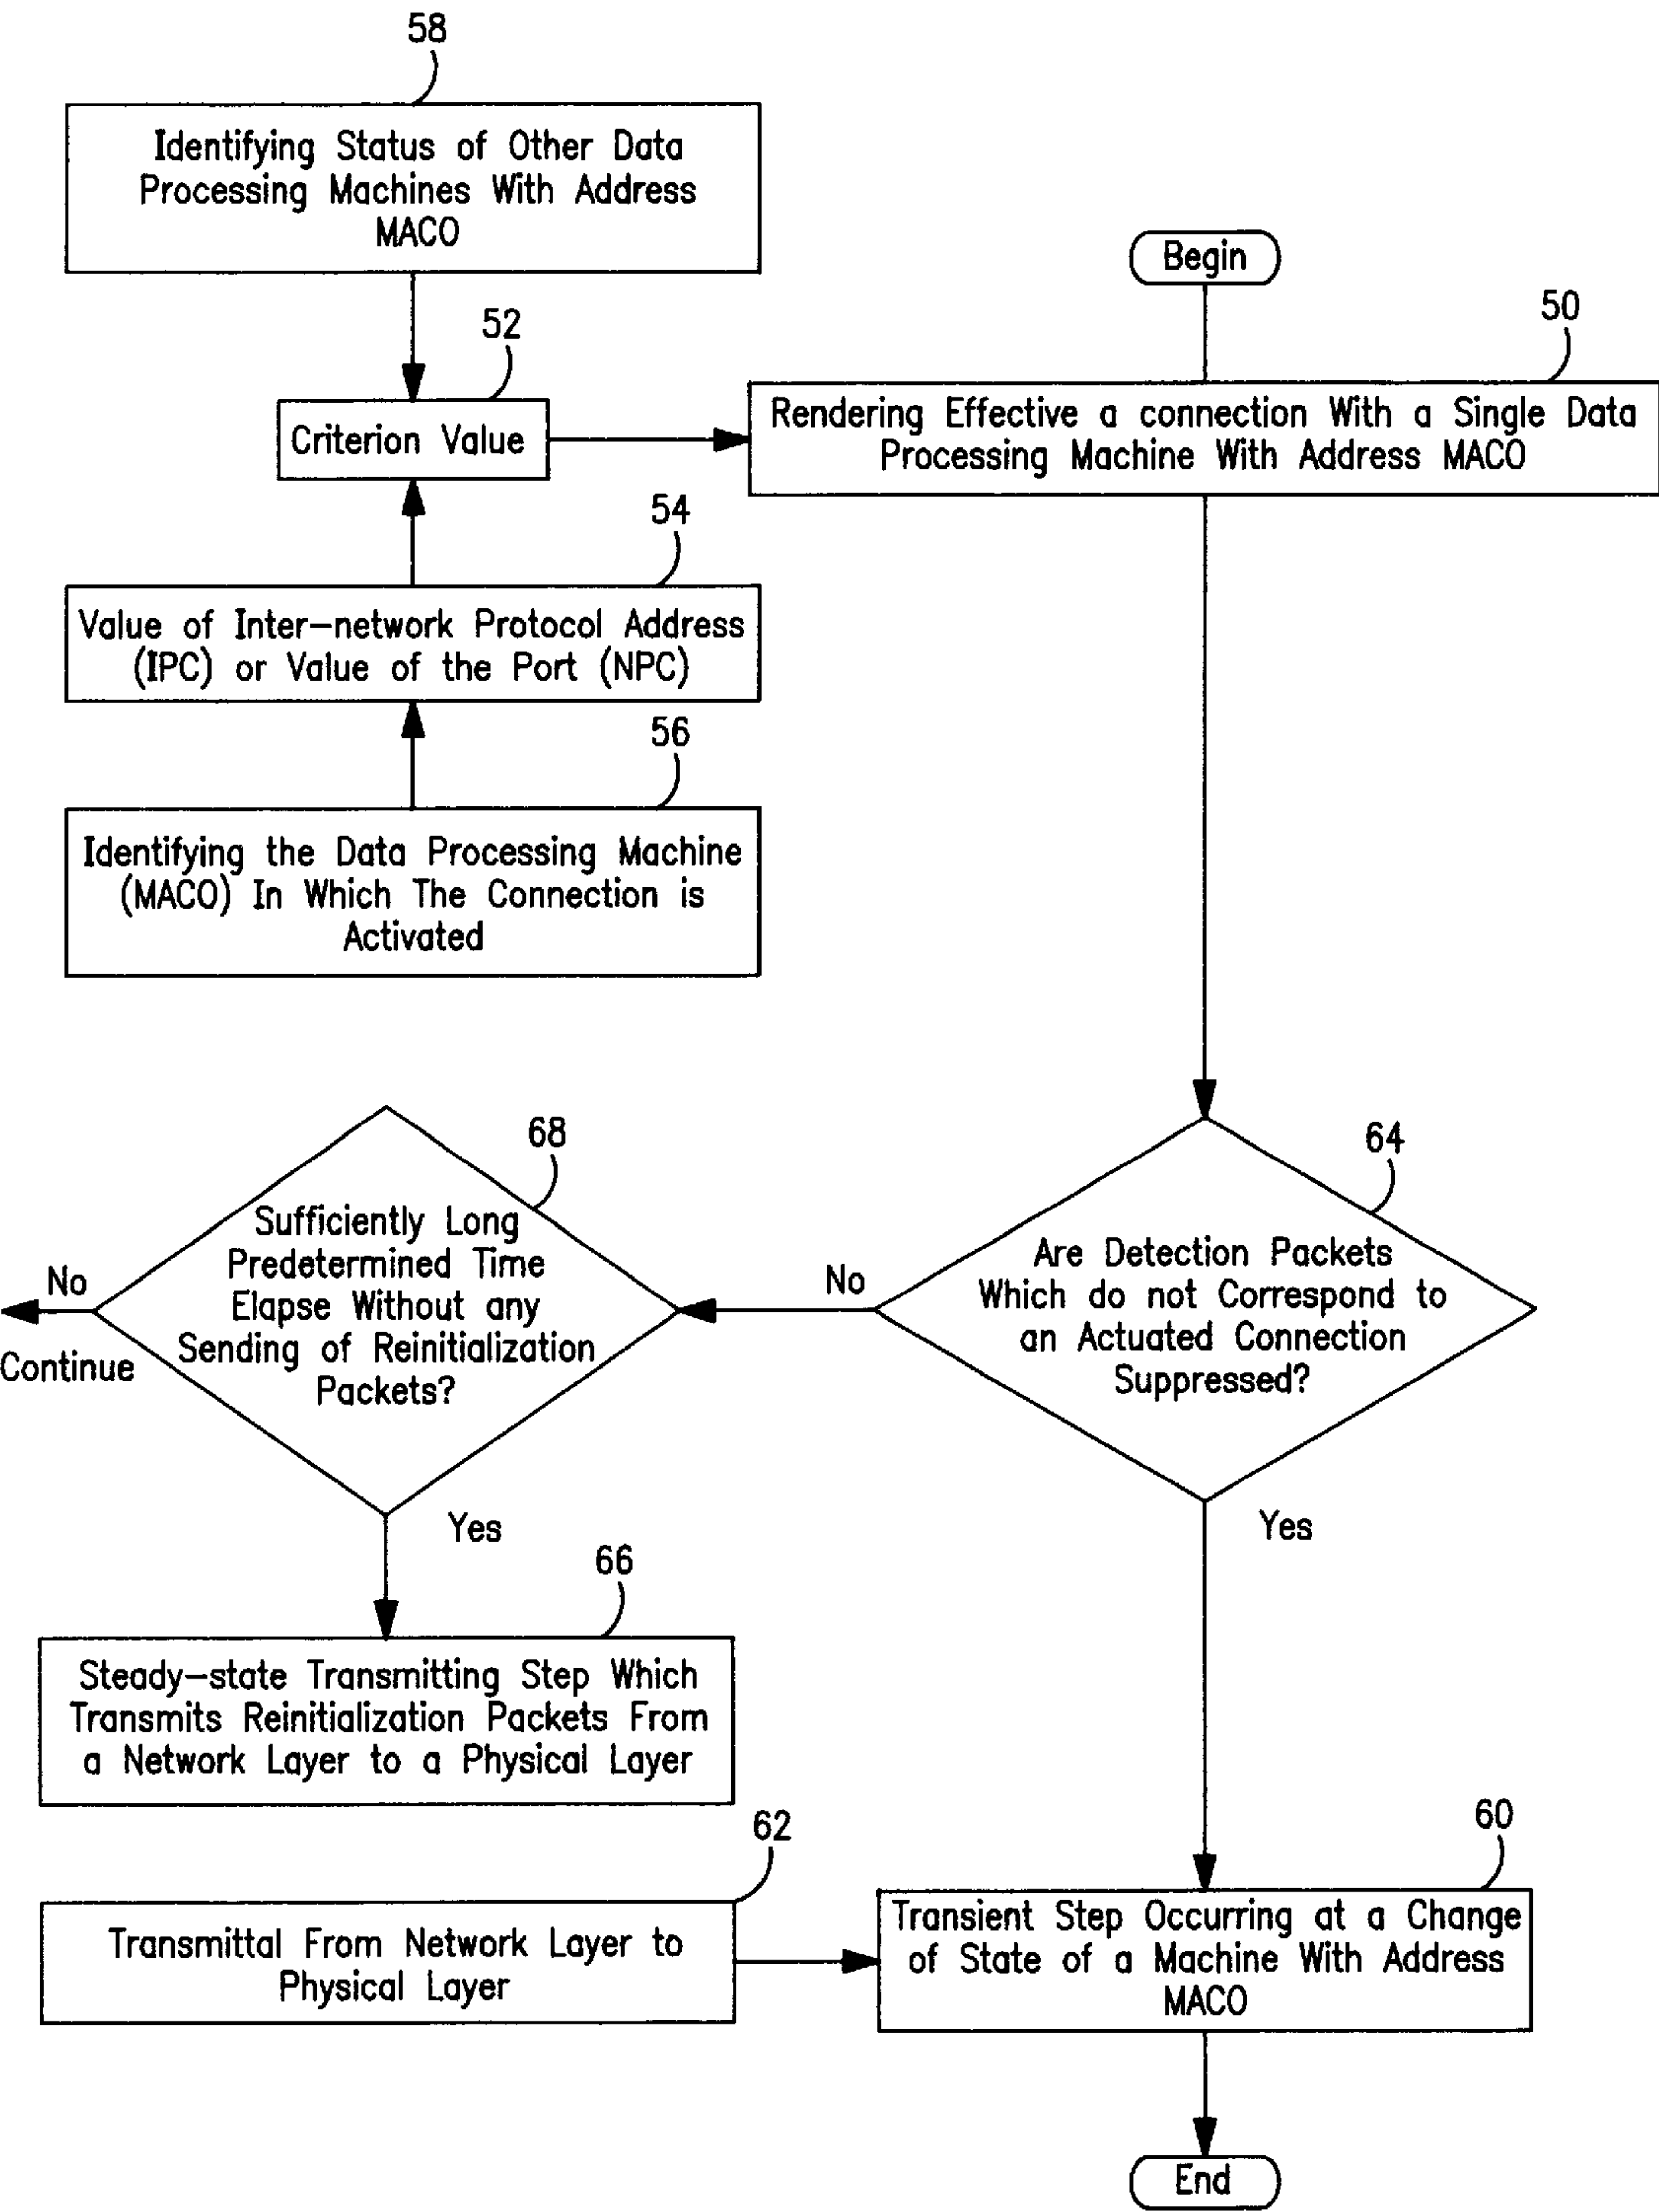 58
Identifying Status of Other Data
Processing Machines With Address
MACO
Begin
52
50
Criterion Value
Rendering Effective a connection With a Single Data
Processing Machine With Address MACO
54
Value of Inter-network Protocol Address
(IPC) or Value of the Port (NPC)
56
Identifying the Data Processing Machine
(MACO) In Which The Connection is
Activated
68
64
Sufficiently Long
Predetermined Time
Elapse Without any
Sending of Reinitialization
Packets?
No
Continue
No
Are Detection Packets
Which do not Correspond to
an Actuated Connection
Suppressed?
Yes
Yes
66
Steady-state Transmitting Step Which
Transmits Reinitialization Packets From
a Network Layer to a Physical Layer
62
60
Transmittal From Network Layer to
Physical Layer
Transient Step Occurring at a Change
of State of a Machine With Address
MACO
End